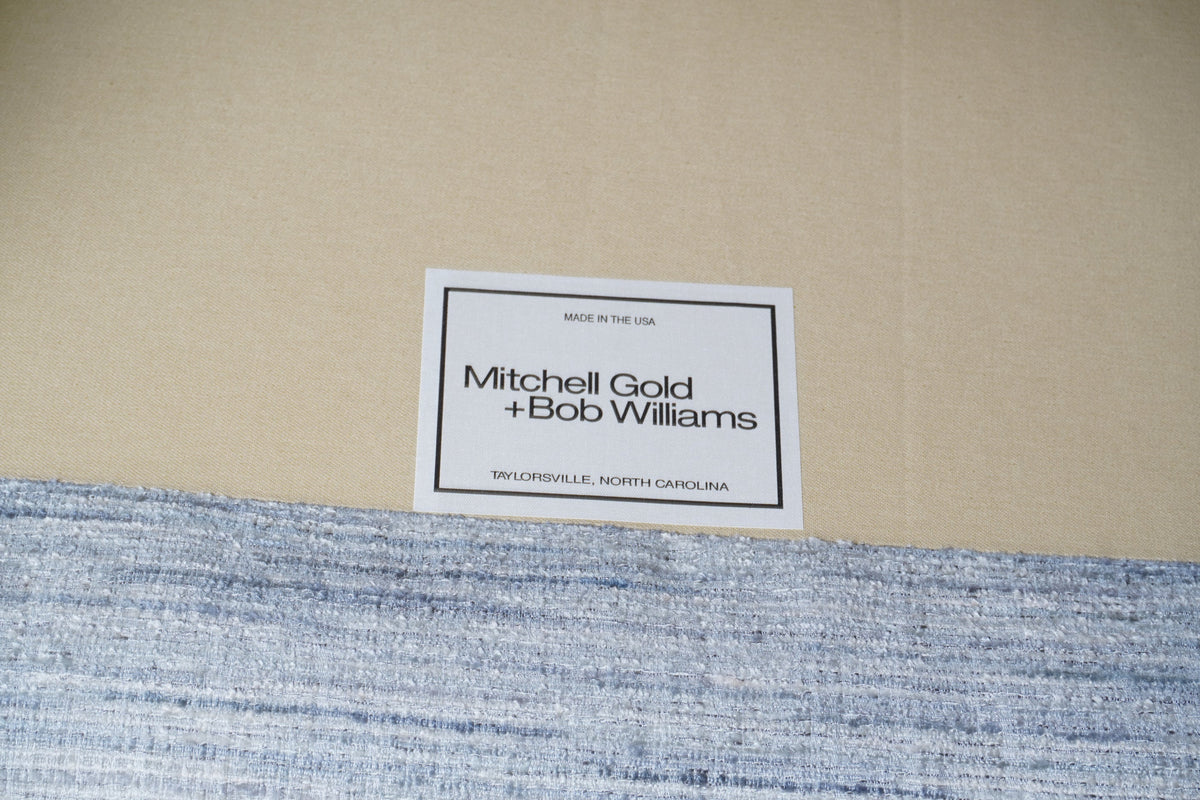 MADE IN THE USA
Mitchell Gold
+Bob Williams
TAYLORSVILLE, NORTH CAROLINA